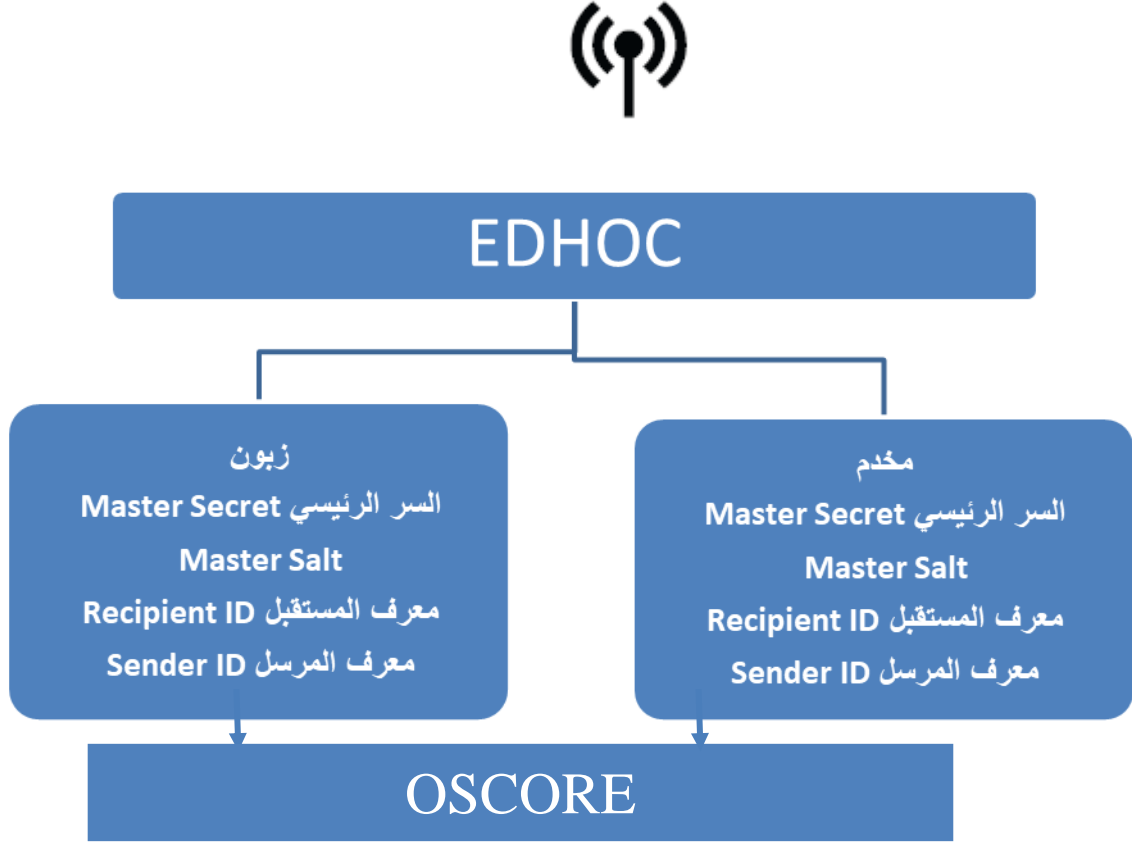 EDHOC
زبون
السر الرئيسي Master Secret
Master Salt
معرف المستقبل Recipient ID
معرف المرسل Sender ID
مخدم
السر الرئيسي Master Secret
Master Salt
معرف المستقبل Recipient ID
معرف المرسل Sender ID
OSCORE